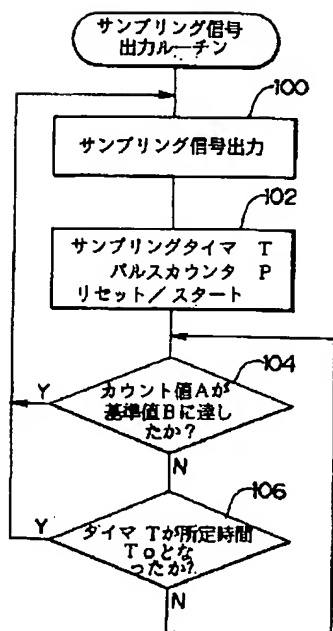 サンプリング信号
出力ルーチン
100
サンプリング信号出力
102
サンプリングタイマ T
パルスカウンタ P
リセット/スタート
104
Y
カウント値Aが
基準値Bに達し
たか?
N
106
Y
タイマ Tが所定時間
Toとな
ったか?
N